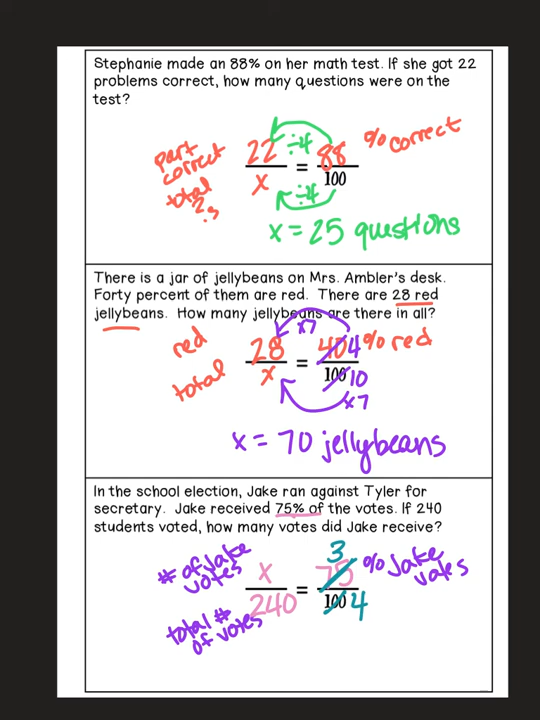 Stephanie made an 88% on her math test. If she got 22
problems correct, how many questions were on the
test?
part
correct
total
?s
22
x
÷4
=
88
100
÷4
% correct
x = 25 questions
There is a jar of jellybeans on Mrs. Ambler's desk.
Forty percent of them are red. There are 28 red
jellybeans. How many jellybeans are there in all?
red
total
28
x
x7
=
40 4
100 10
x7
% red
x = 70 jellybeans
In the school election, Jake ran against Tyler for
secretary. Jake received 75% of the votes. If 240
students voted, how many votes did Jake receive?
# of Jake
votes
total #
of votes
x
240
=
3
75
100 4
% Jake
votes